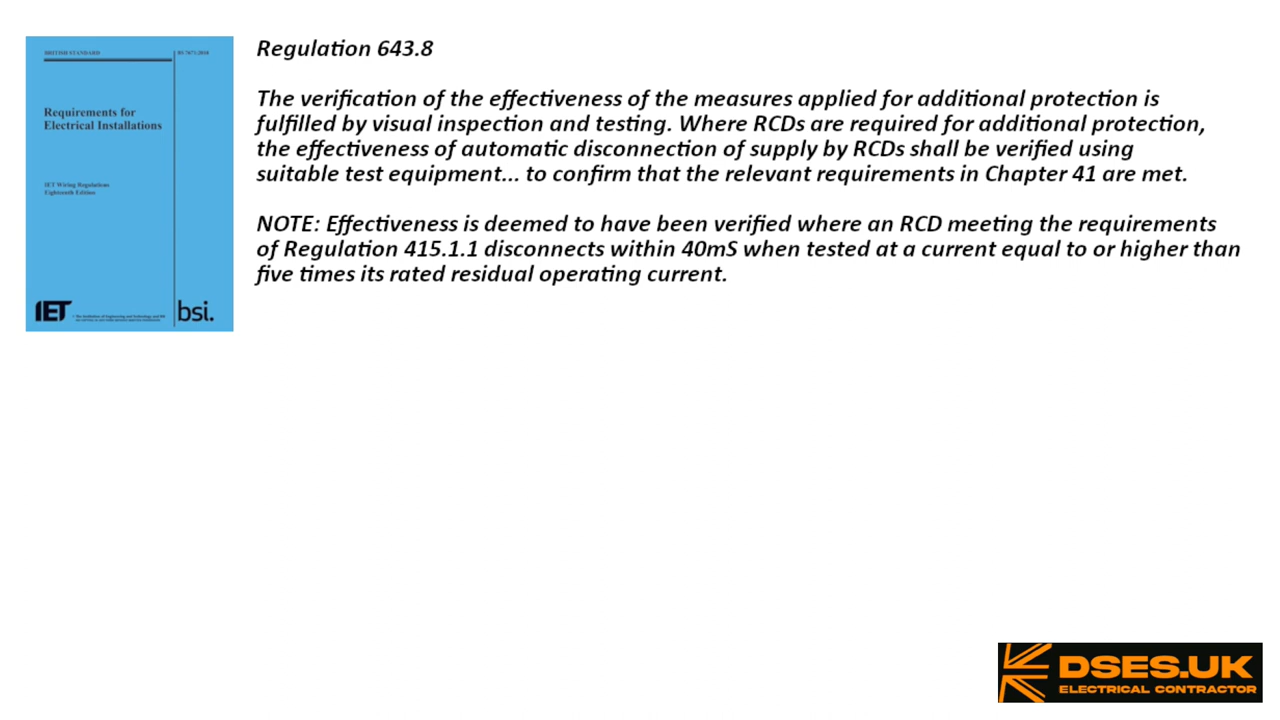 BRITISH STANDARD
BS 7671:2018
Requirements for
Electrical Installations
IET Wiring Regulations
Eighteenth Edition
IET
bsi.
Regulation 643.8
The verification of the effectiveness of the measures applied for additional protection is
fulfilled by visual inspection and testing. Where RCDs are required for additional protection,
the effectiveness of automatic disconnection of supply by RCDs shall be verified using
suitable test equipment... to confirm that the relevant requirements in Chapter 41 are met.
NOTE: Effectiveness is deemed to have been verified where an RCD meeting the requirements
of Regulation 415.1.1 disconnects within 40mS when tested at a current equal to or higher than
five times its rated residual operating current.
DSES.UK
ELECTRICAL CONTRACTOR